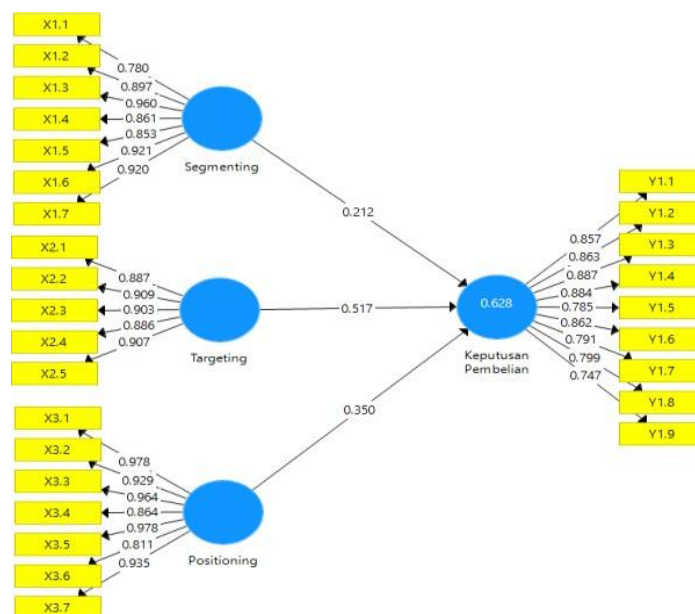 X1.1
X1.2
X1.3
X1.4
X1.5
X1.6
X1.7
0.780
0.897
0.960
0.861
0.853
0.921
0.920
Segmenting
0.212
X2.1
X2.2
X2.3
X2.4
X2.5
0.887
0.909
0.903
0.886
0.907
Targeting
0.517
X3.1
X3.2
X3.3
X3.4
X3.5
X3.6
X3.7
0.978
0.929
0.964
0.864
0.978
0.811
0.935
Positioning
0.350
0.628
Keputusan
Pembelian
0.857
0.863
0.887
0.884
0.785
0.862
0.791
0.799
0.747
Y1.1
Y1.2
Y1.3
Y1.4
Y1.5
Y1.6
Y1.7
Y1.8
Y1.9